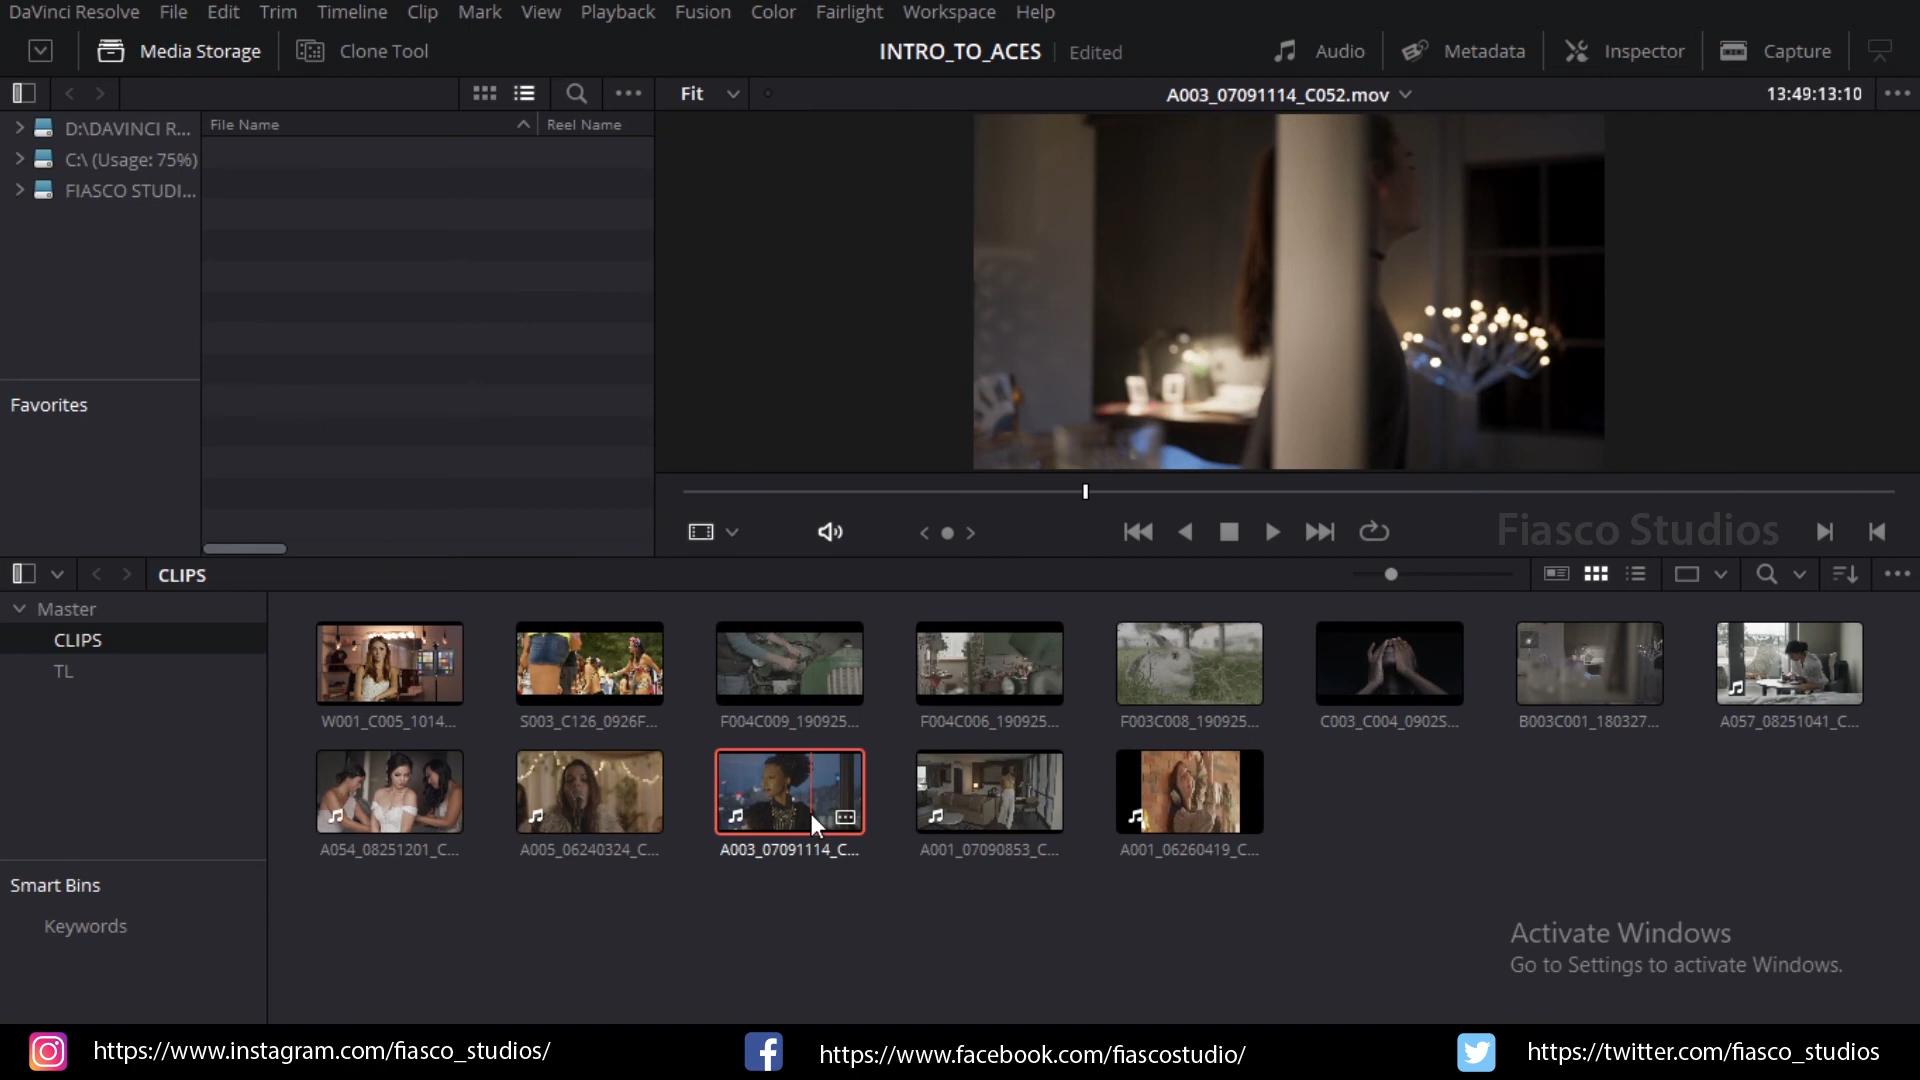 DaVinci Resolve File Edit Trim Timeline Clip Mark View Playback Fusion Color Fairlight Workspace Help
Media Storage Clone Tool INTRO_TO_ACES Edited Audio Metadata Inspector Capture
Fit A003_07091114_C052.mov 13:49:13:10
D:\DAVINCI R... File Name Reel Name
C:\ (Usage: 75%)
FIASCO STUDI...
Favorites
Fiasco Studios
CLIPS
Master
CLIPS
TL
W001_C005_1014... S003_C126_0926F... F004C009_190925... F004C006_190925... F003C008_190925... C003_C004_0902S... B003C001_180327... A057_08251041_C...
A054_08251201_C... A005_06240324_C... A003_07091114_C... A001_07090853_C... A001_06260419_C...
Smart Bins
Keywords
Activate Windows
Go to Settings to activate Windows.
https://www.instagram.com/fiasco_studios/ https://www.facebook.com/fiascostudio/ https://twitter.com/fiasco_studios